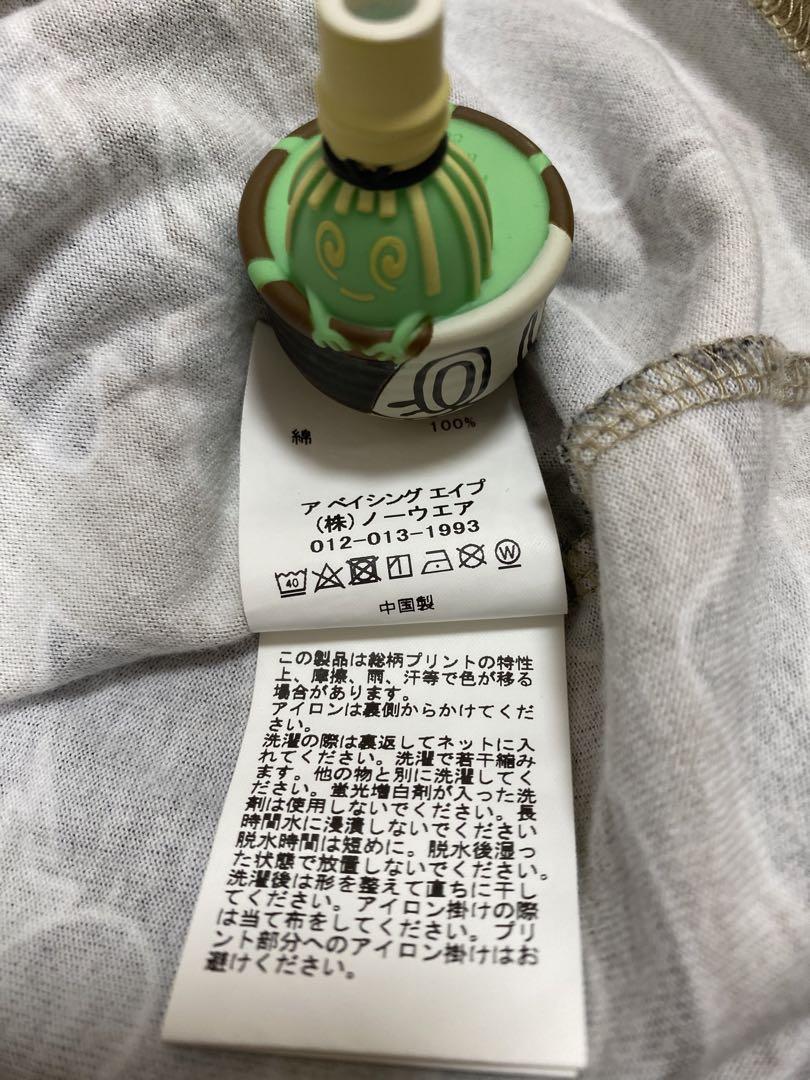 綿 100%
ア ベイシング エイプ
(株)ノーウエア
012-013-1993
40 W
中国製
この製品は総柄プリントの特性
上、摩擦、雨、汗等で色が移る
場合があります。
アイロンは裏側からかけてくだ
さい。
洗濯の際は裏返してネットに入
れてください。洗濯で若干縮み
ます。他の物と別に洗濯してく
ださい。蛍光増白剤が入った洗
剤は使用しないでください。長
時間水に浸漬しないでください
脱水時間は短めに。脱水後湿っ
た状態で放置しないでください。
洗濯後は形を整えて直ちに干し
てください。アイロン掛けの際
は当て布をしてください。プリ
ント部分へのアイロン掛けはお
避けください。